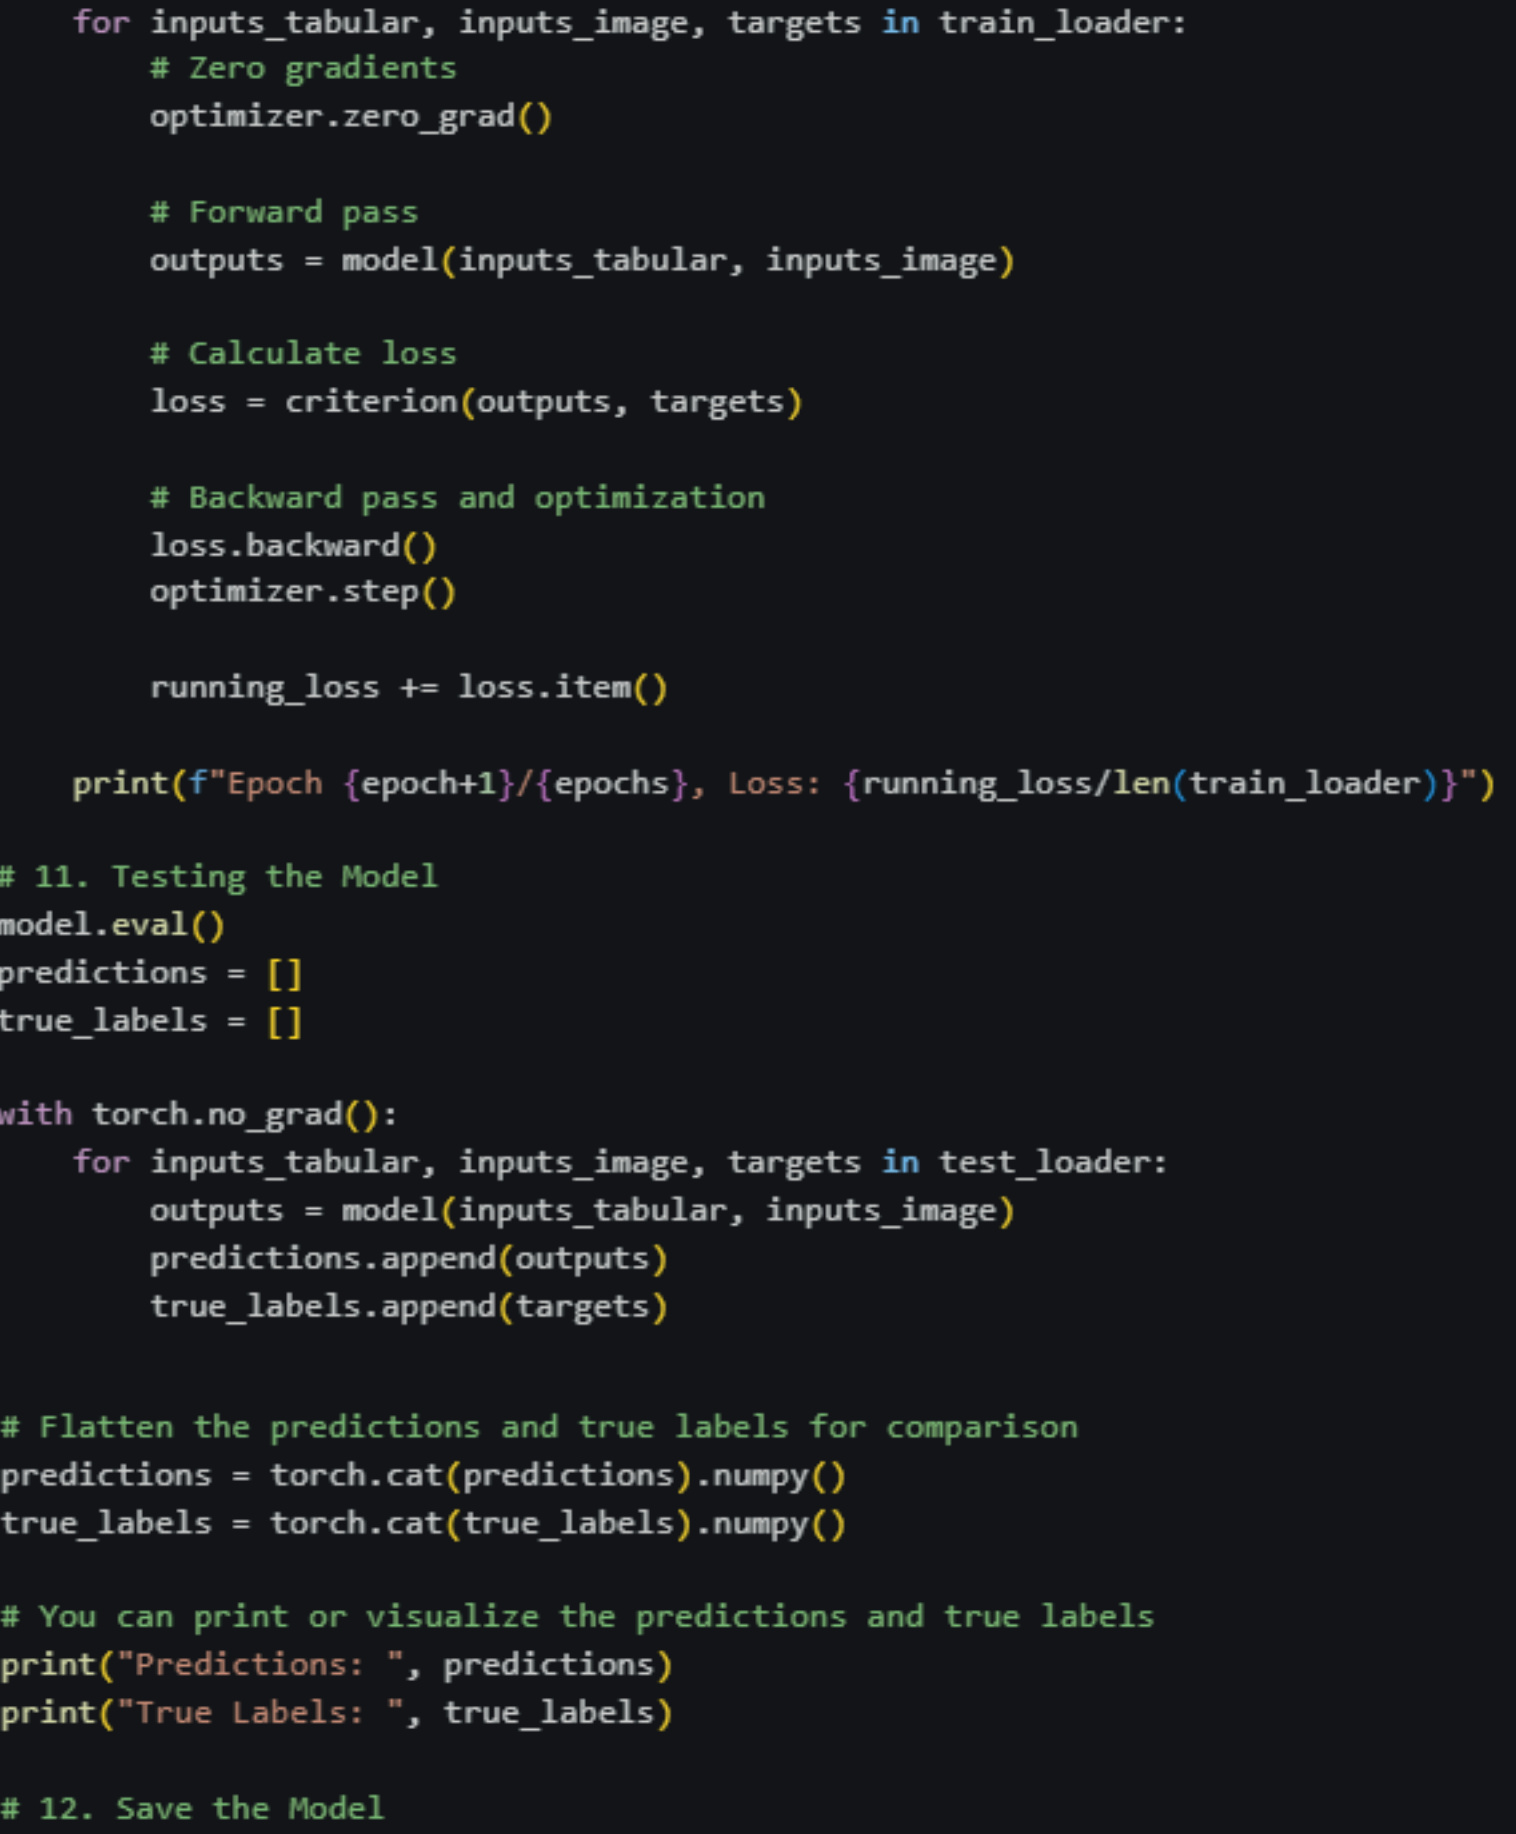 for inputs_tabular, inputs_image, targets in train_loader:
# Zero gradients
optimizer.zero_grad()
# Forward pass
outputs = model(inputs_tabular, inputs_image)
# Calculate loss
loss = criterion(outputs, targets)
# Backward pass and optimization
loss.backward()
optimizer.step()
running_loss += loss.item()
print(f"Epoch {epoch+1}/{epochs}, Loss: {running_loss/len(train_loader)}")
# 11. Testing the Model
model.eval()
predictions = []
true_labels = []
with torch.no_grad():
for inputs_tabular, inputs_image, targets in test_loader:
outputs = model(inputs_tabular, inputs_image)
predictions.append(outputs)
true_labels.append(targets)
# Flatten the predictions and true labels for comparison
predictions = torch.cat(predictions).numpy()
true_labels = torch.cat(true_labels).numpy()
# You can print or visualize the predictions and true labels
print("Predictions: ", predictions)
print("True Labels: ", true_labels)
# 12. Save the Model